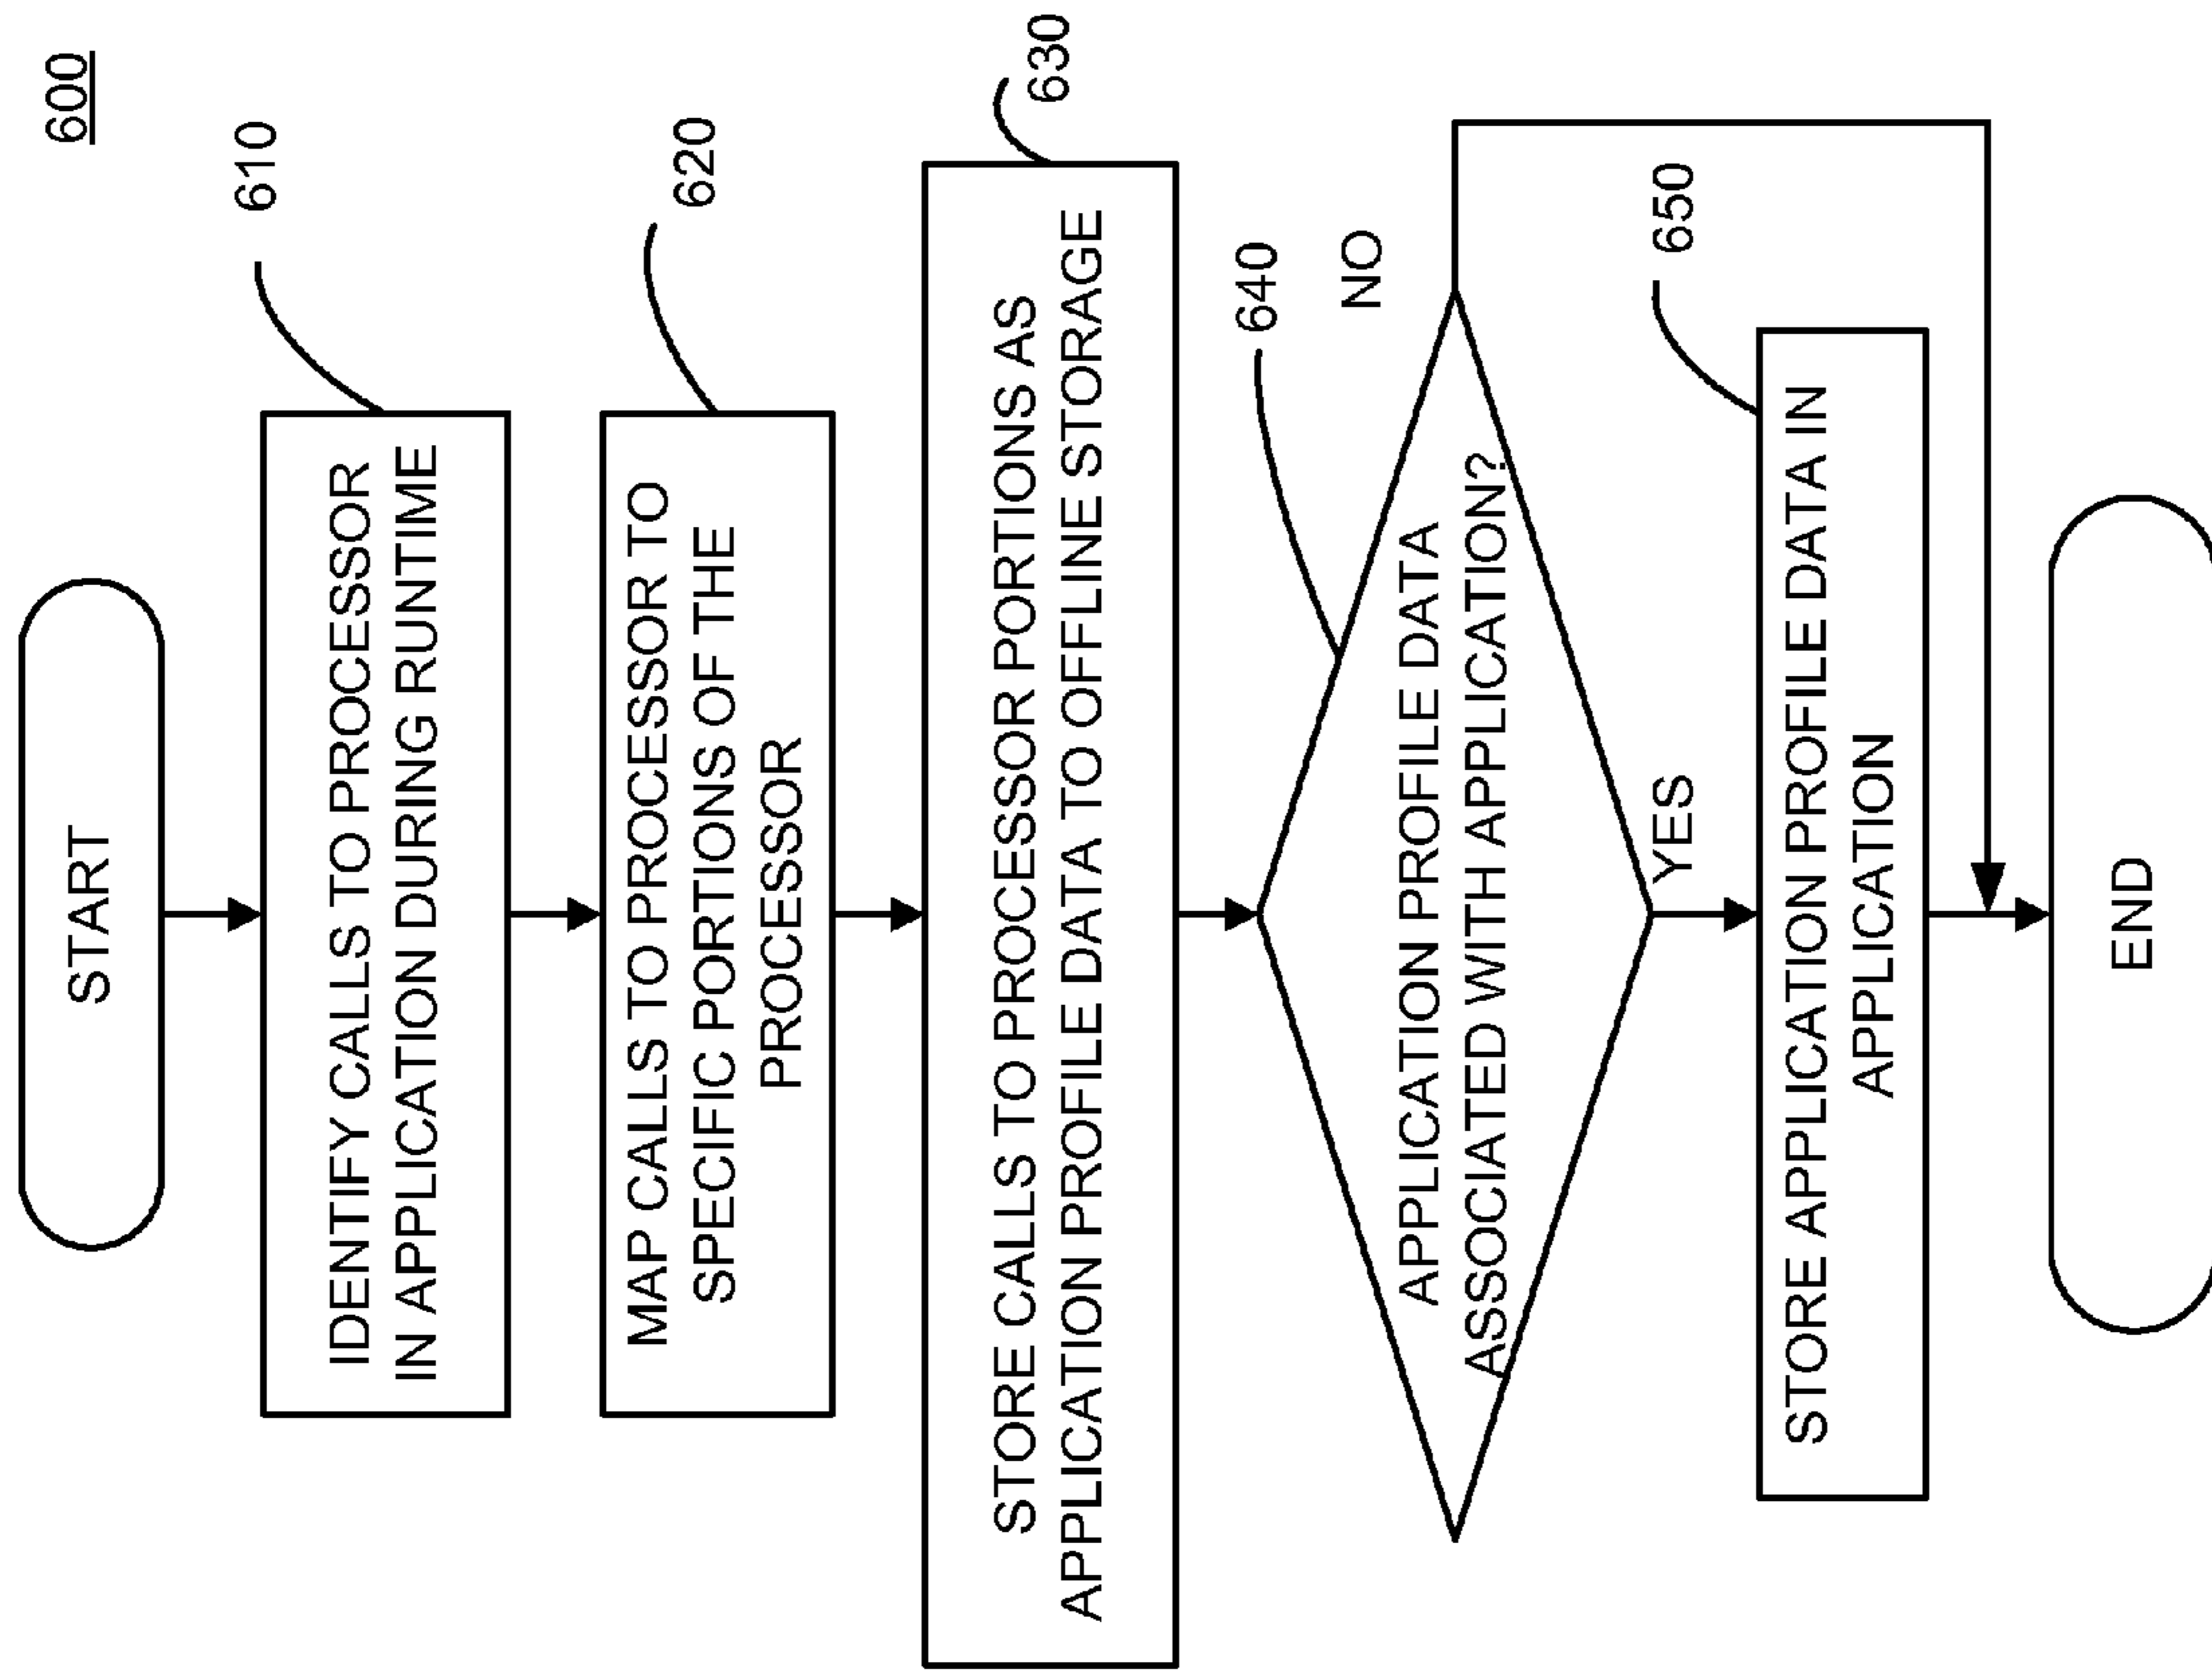 600
START
610
IDENTIFY CALLS TO PROCESSOR
IN APPLICATION DURING RUNTIME
620
MAP CALLS TO PROCESSOR TO
SPECIFIC PORTIONS OF THE
PROCESSOR
630
STORE CALLS TO PROCESSOR PORTIONS AS
APPLICATION PROFILE DATA TO OFFLINE STORAGE
640
NO
APPLICATION PROFILE DATA
ASSOCIATED WITH APPLICATION?
YES
650
STORE APPLICATION PROFILE DATA IN
APPLICATION
END